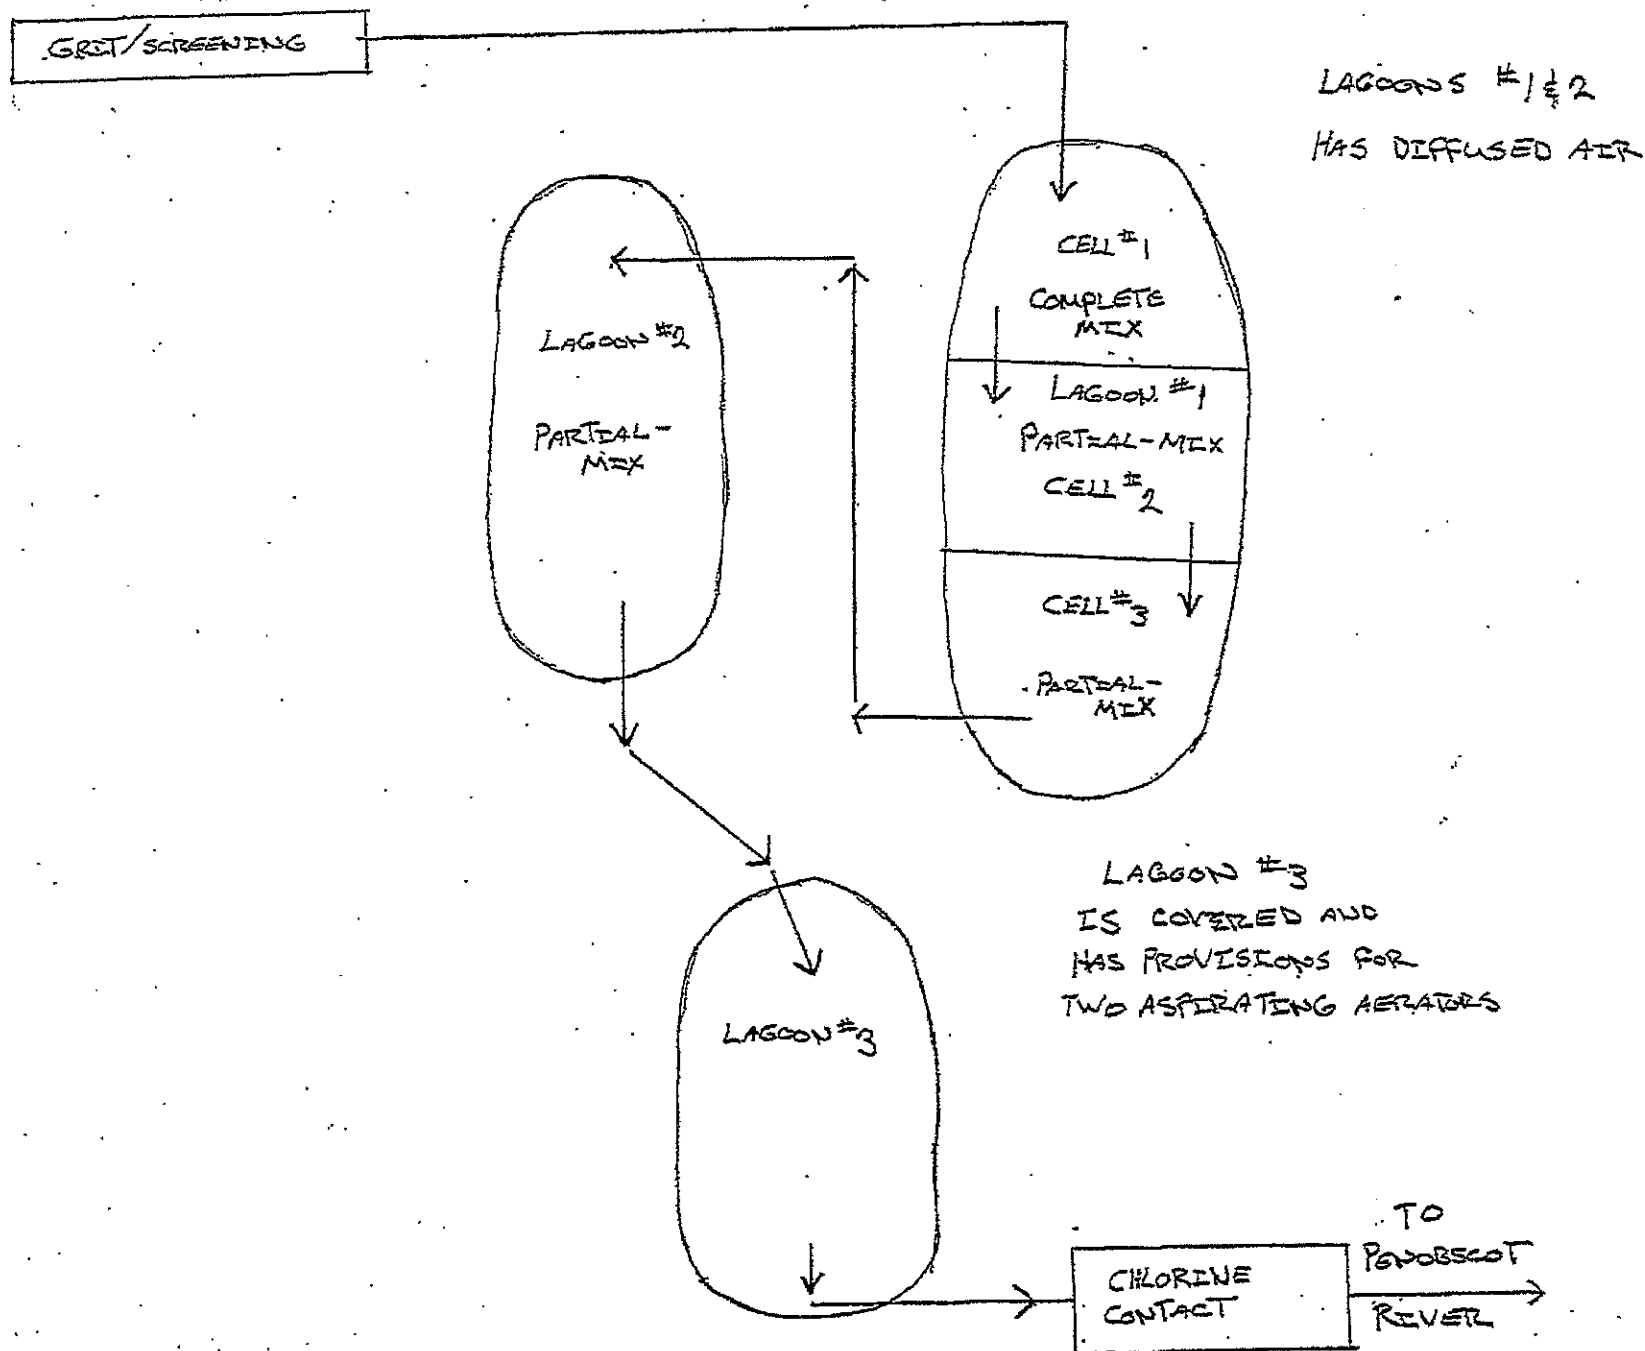 GRIT/SCREENING
LAGOONS #1 & 2
HAS DIFFUSED AIR
CELL #1
COMPLETE
MIX
LAGOON #1
PARTIAL-MIX
CELL #2
CELL #3
PARTIAL-
MIX
LAGOON #2
PARTIAL-
MIX
LAGOON #3
IS COVERED AND
HAS PROVISIONS FOR
TWO ASPIRATING AERATORS
LAGOON #3
CHLORINE
CONTACT
TO
PENOBSCOT
RIVER